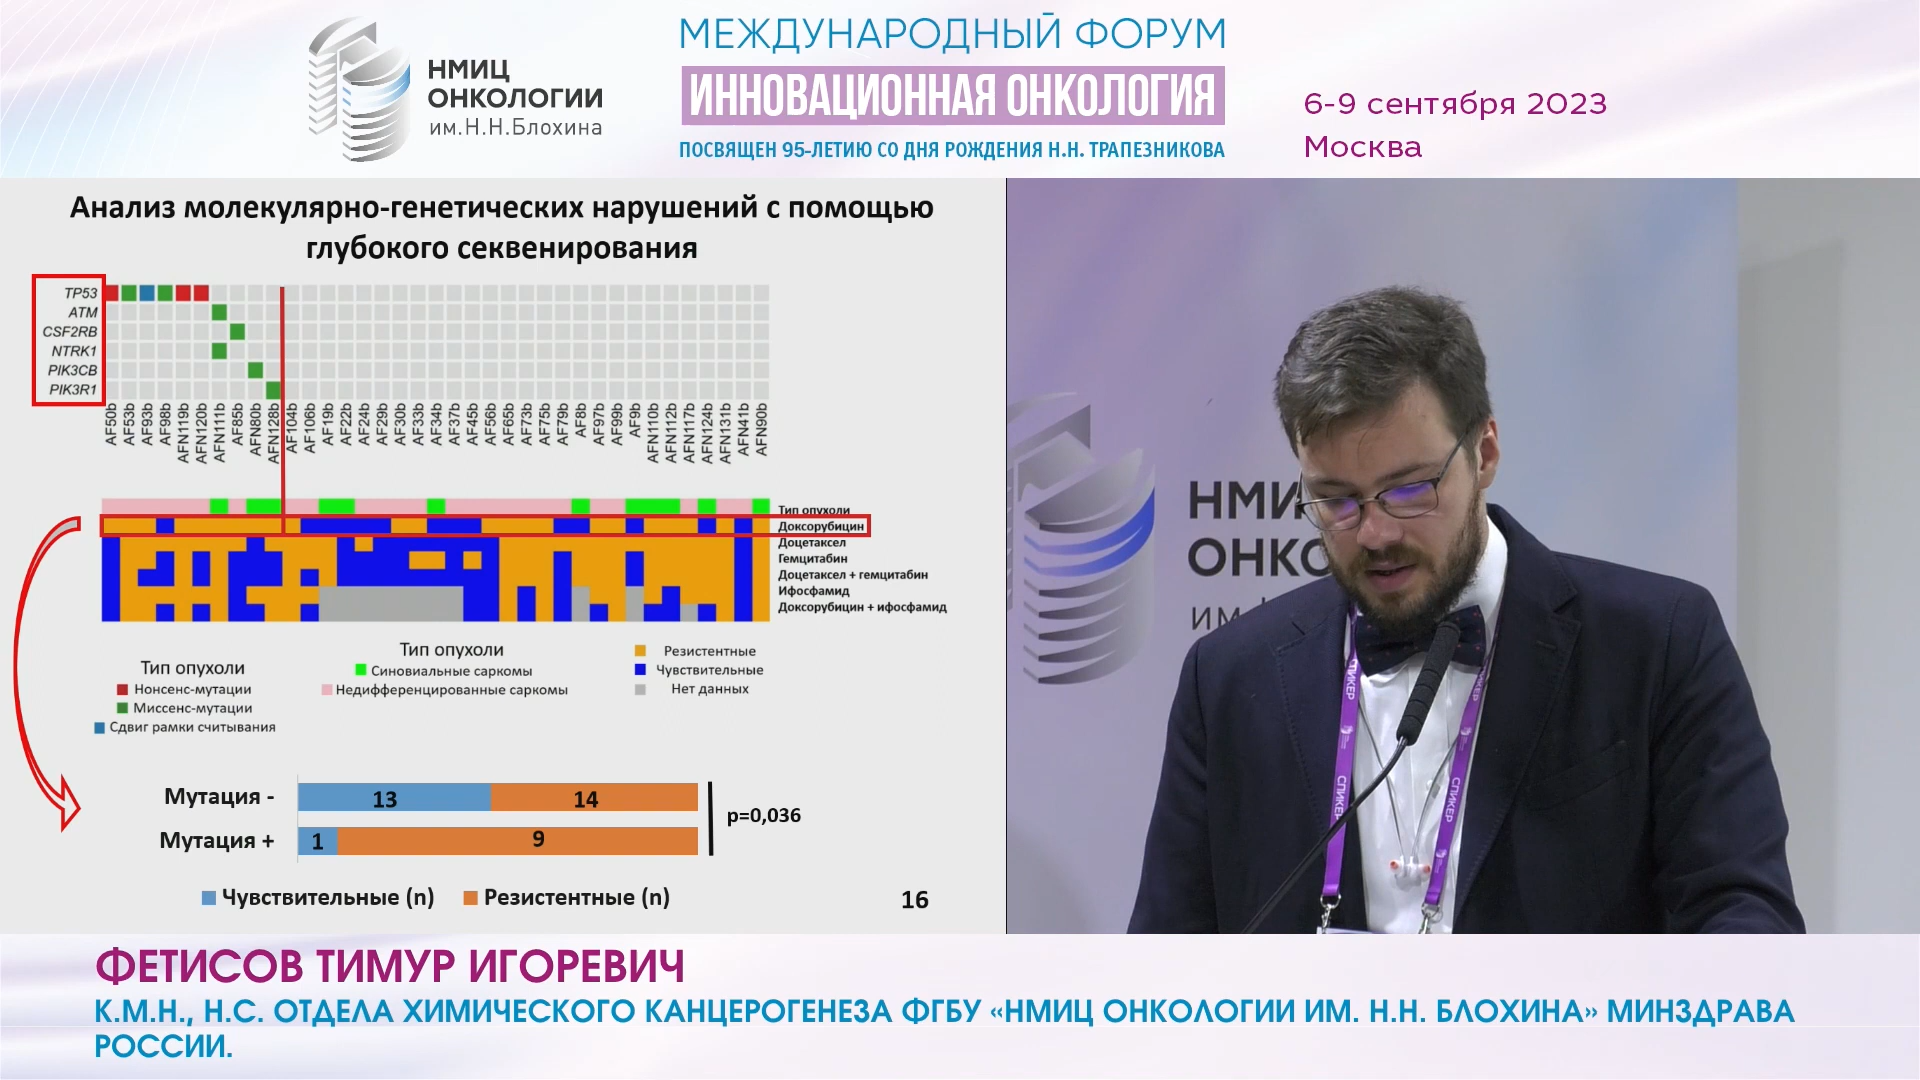 НМИЦ
ОНКОЛОГИИ
им.Н.Н.Блохина
МЕЖДУНАРОДНЫЙ ФОРУМ
ИННОВАЦИОННАЯ ОНКОЛОГИЯ
ПОСВЯЩЕН 95-ЛЕТИЮ СО ДНЯ РОЖДЕНИЯ Н.Н. ТРАПЕЗНИКОВА
6-9 сентября 2023
Москва
Анализ молекулярно-генетических нарушений с помощью
глубокого секвенирования
TP53
ATM
CSF2RB
NTRK1
PIK3CB
PIK3R1
AF50b
AF53b
AF93b
AF98b
AFN119b
AFN120b
AFN111b
AF85b
AFN80b
AFN128b
AF104b
AF106b
AF19b
AF22b
AF24b
AF29b
AF30b
AF33b
AF34b
AF37b
AF45b
AF56b
AF65b
AF73b
AF75b
AF79b
AF8b
AF97b
AF99b
AF9b
AFN110b
AFN112b
AFN117b
AFN124b
AFN131b
AFN41b
AFN90b
Тип опухоли
Доксорубицин
Доцетаксел
Гемцитабин
Доцетаксел + гемцитабин
Ифосфамид
Доксорубицин + ифосфамид
Тип опухоли
Нонсенс-мутации
Миссенс-мутации
Сдвиг рамки считывания
Тип опухоли
Синовиальные саркомы
Недифференцированные саркомы
Резистентные
Чувствительные
Нет данных
Мутация - 13 14
Мутация + 1 9
p=0,036
Чувствительные (n) Резистентные (n)
16
НМИ
ОНКО
им
СПИКЕР
СПИКЕР
СПИКЕР
СПИКЕР
ФЕТИСОВ ТИМУР ИГОРЕВИЧ
К.М.Н., Н.С. ОТДЕЛА ХИМИЧЕСКОГО КАНЦЕРОГЕНЕЗА ФГБУ «НМИЦ ОНКОЛОГИИ ИМ. Н.Н. БЛОХИНА» МИНЗДРАВА
РОССИИ.